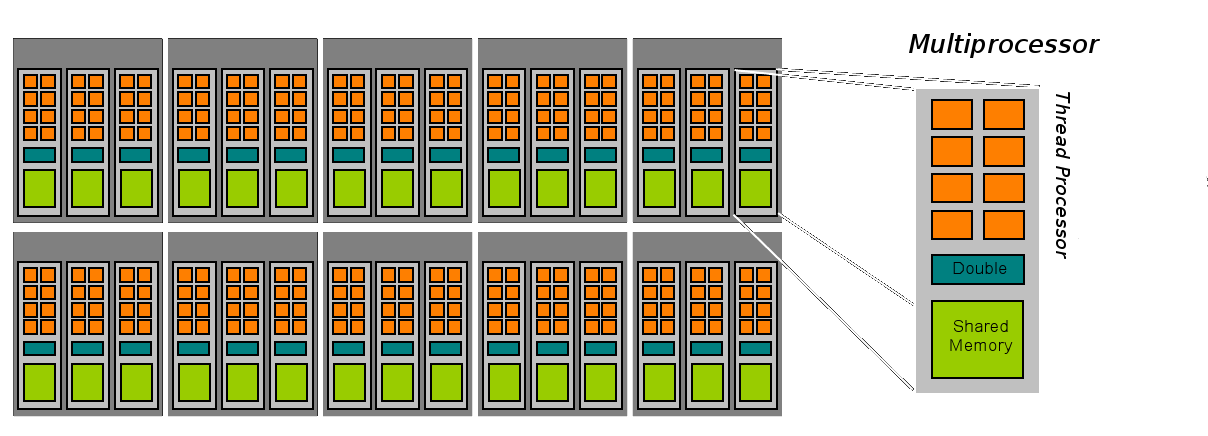 Multiprocessor
Thread Processor
Double
Shared
Memory